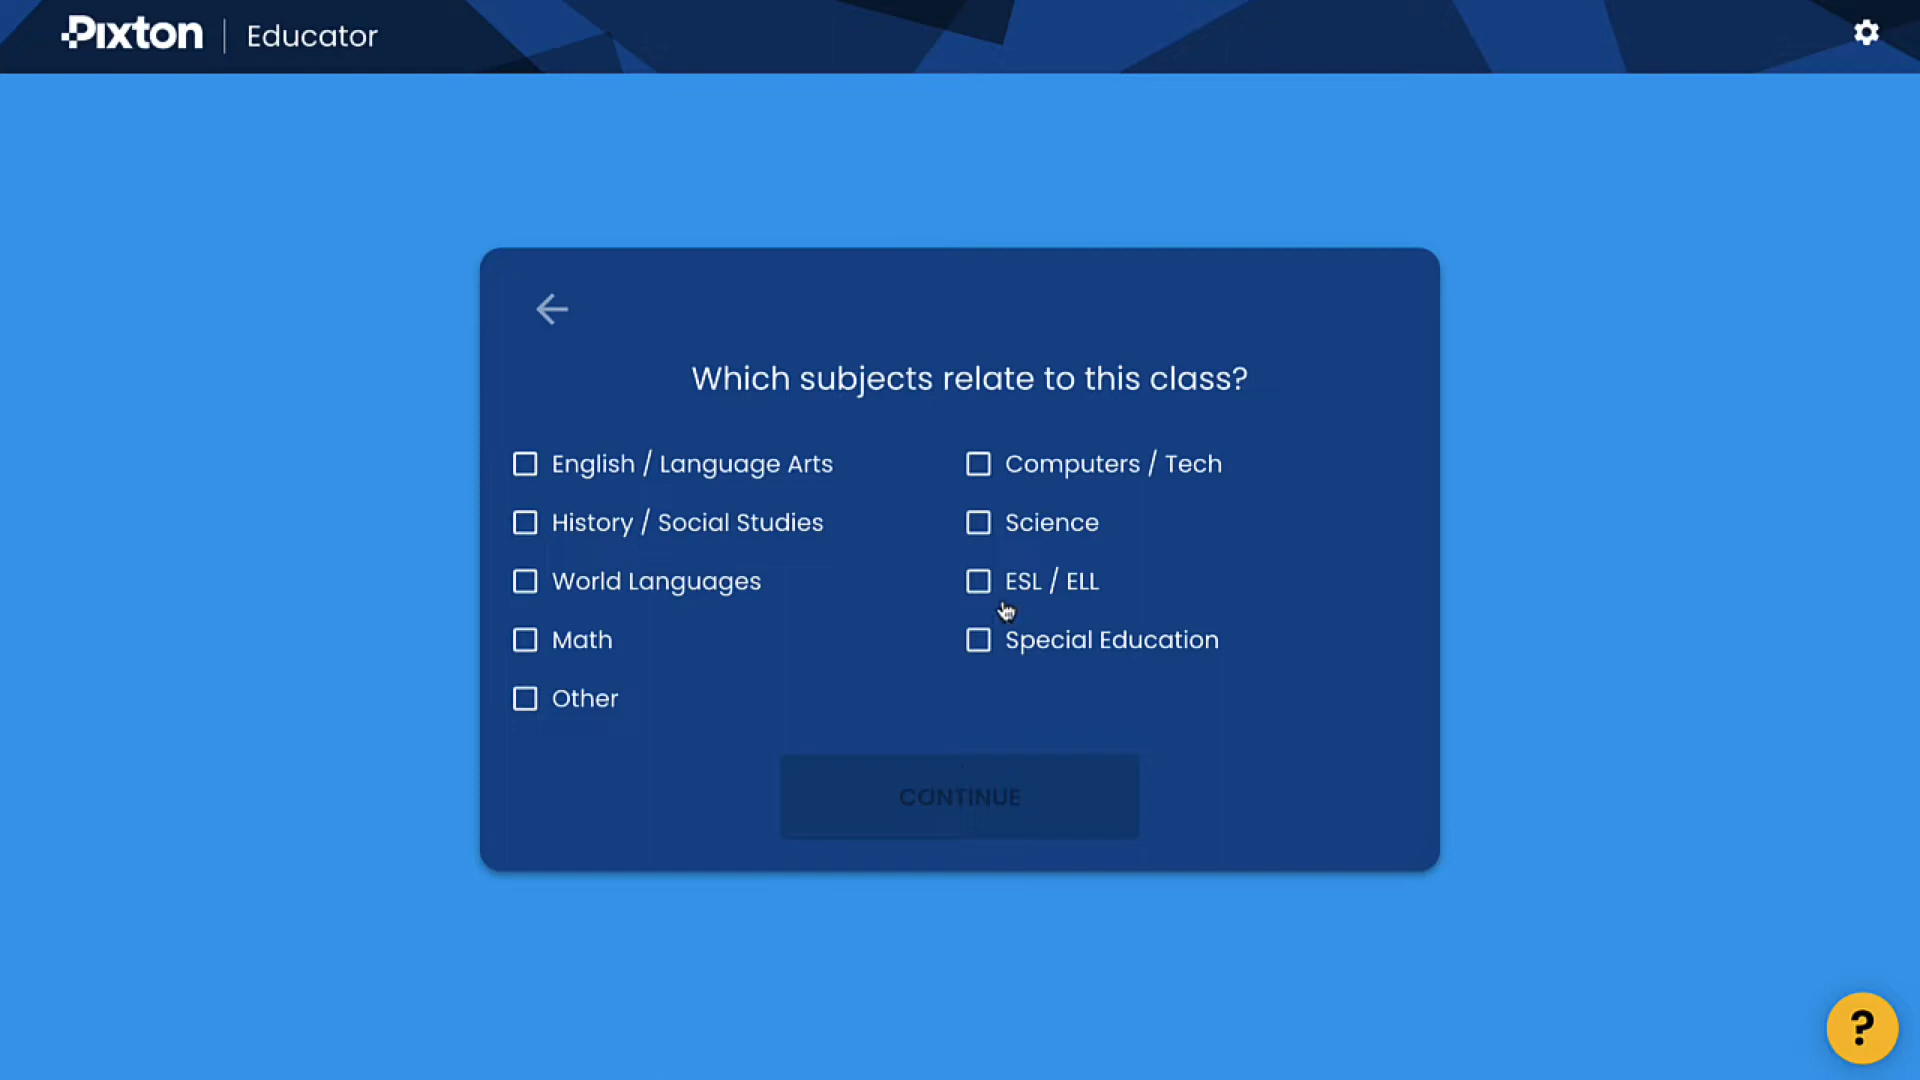 Pixton | Educator
Which subjects relate to this class?
English / Language Arts
Computers / Tech
History / Social Studies
Science
World Languages
ESL / ELL
Math
Special Education
Other
CONTINUE
?